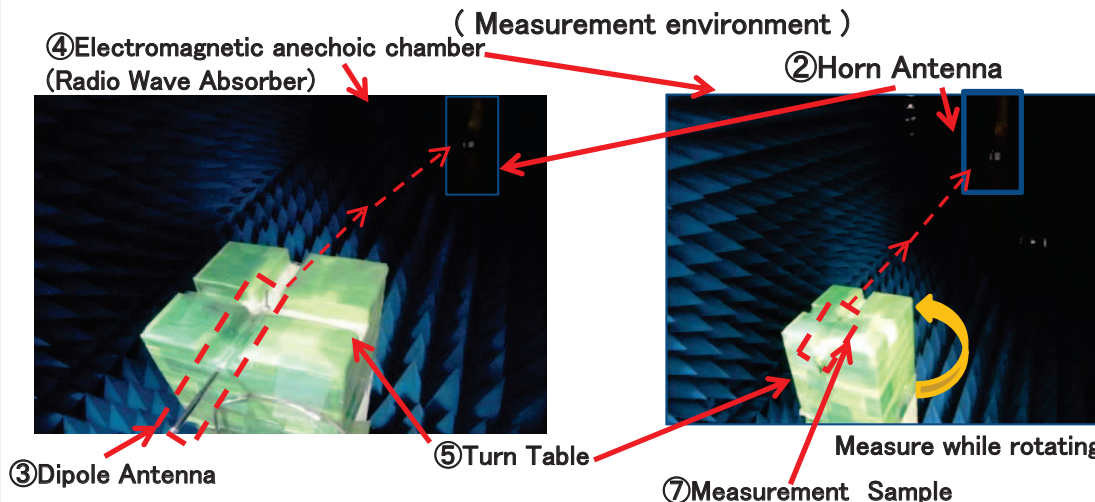 ( Measurement environment )
④Electromagnetic anechoic chamber
(Radio Wave Absorber)
②Horn Antenna
③Dipole Antenna
⑤Turn Table
Measure while rotating
⑦Measurement Sample